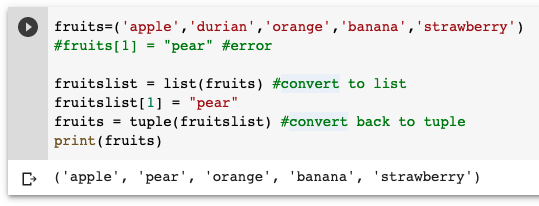 fruits=('apple','durian','orange','banana','strawberry')
#fruits[1] = "pear" #error
fruitslist = list(fruits) #convert to list
fruitslist[1] = "pear"
fruits = tuple(fruitslist) #convert back to tuple
print(fruits)
('apple', 'pear', 'orange', 'banana', 'strawberry')